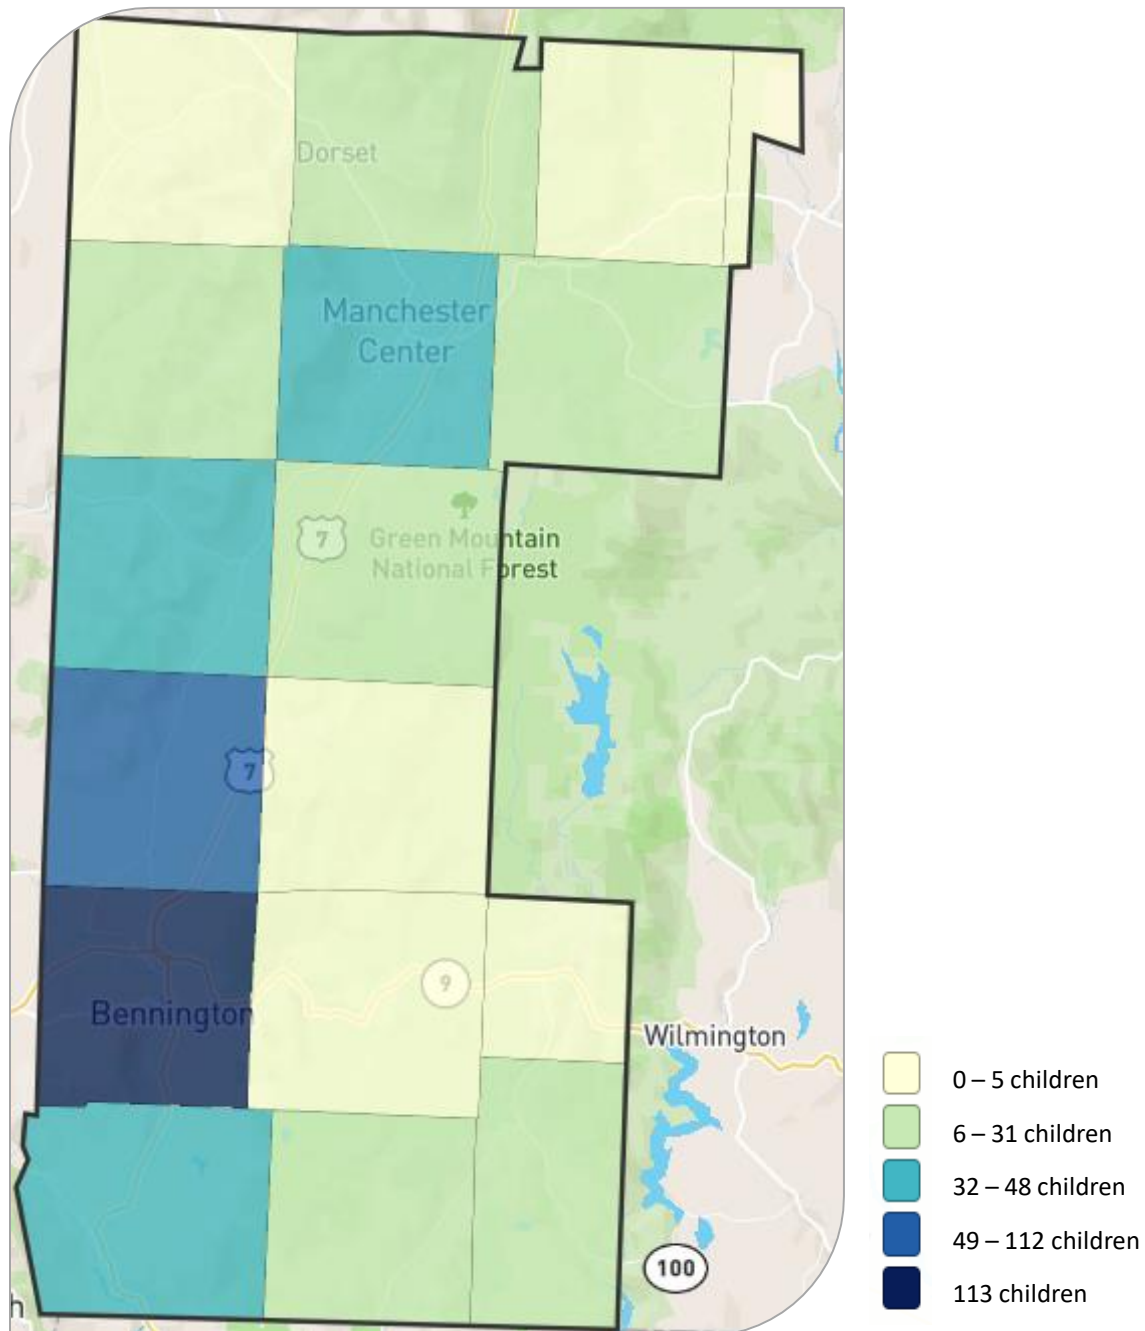 Dorset
Manchester
Center
7
Green Mountain
National Forest
7
9
Bennington
Wilmington
100
h
0 – 5 children
6 – 31 children
32 – 48 children
49 – 112 children
113 children